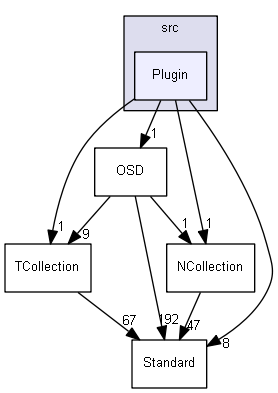 src
Plugin
1
OSD
1
9
1
1
TCollection
NCollection
67
192
47
8
Standard